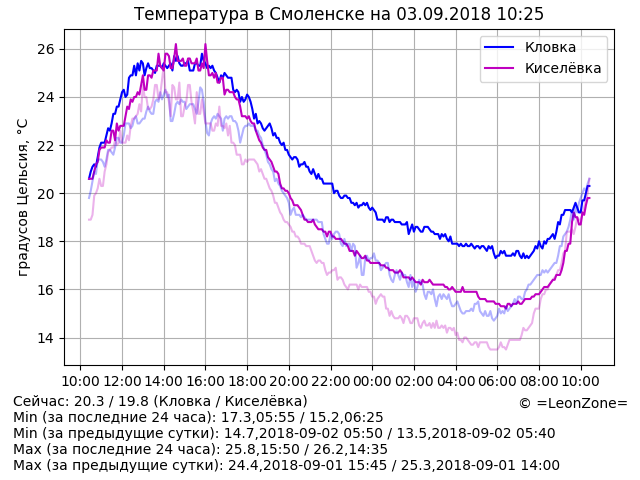 Температура в Смоленске на 03.09.2018 10:25
Кловка
Киселёвка
градусов Цельсия, °C
26
24
22
20
18
16
14
10:00 12:00 14:00 16:00 18:00 20:00 22:00 00:00 02:00 04:00 06:00 08:00 10:00
Сейчас: 20.3 / 19.8 (Кловка / Киселёвка)
© =LeonZone=
Min (за последние 24 часа): 17.3,05:55 / 15.2,06:25
Min (за предыдущие сутки): 14.7,2018-09-02 05:50 / 13.5,2018-09-02 05:40
Max (за последние 24 часа): 25.8,15:50 / 26.2,14:35
Max (за предыдущие сутки): 24.4,2018-09-01 15:45 / 25.3,2018-09-01 14:00